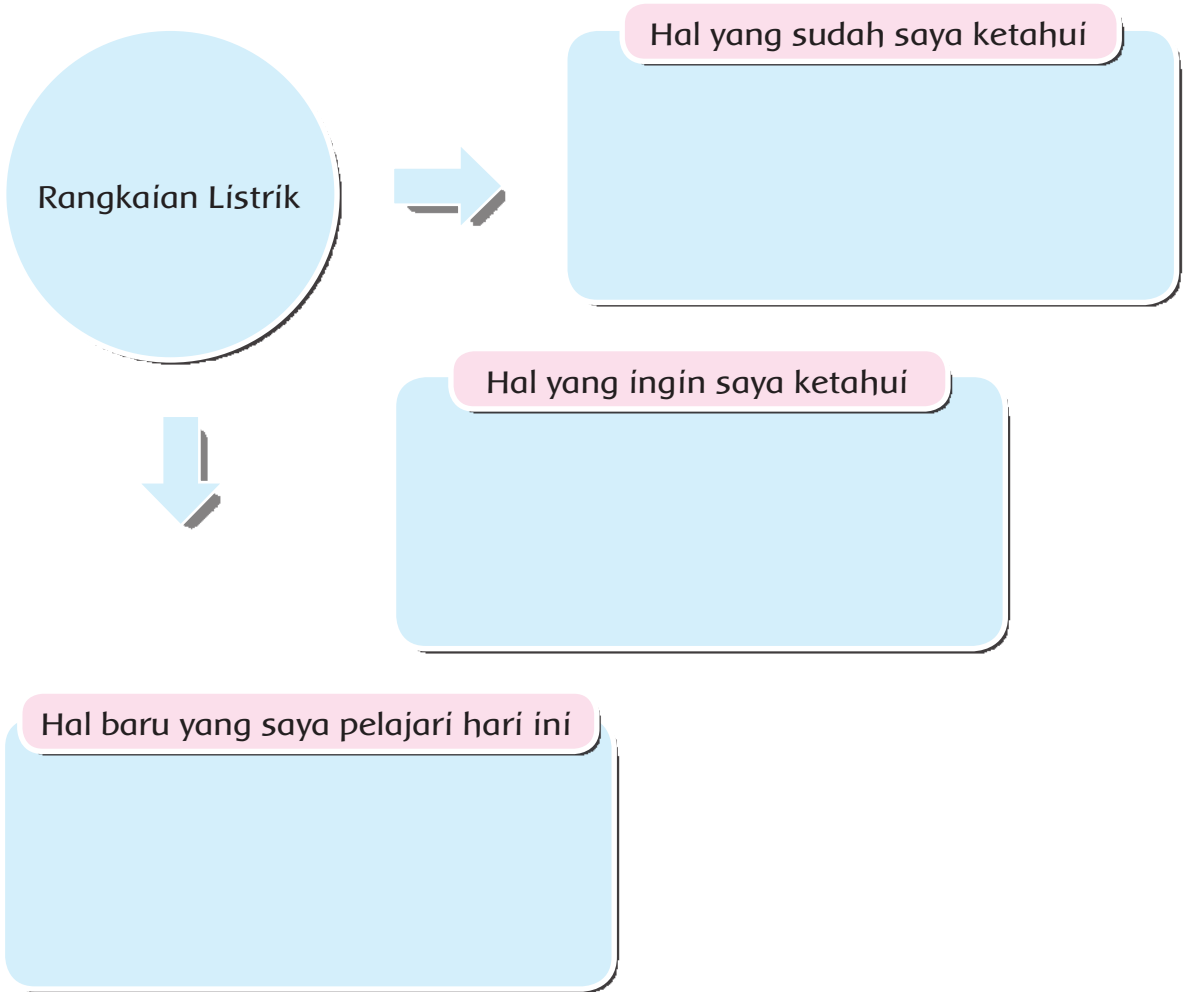 Rangkaian Listrik
Hal yang sudah saya ketahui
Hal yang ingin saya ketahui
Hal baru yang saya pelajari hari ini